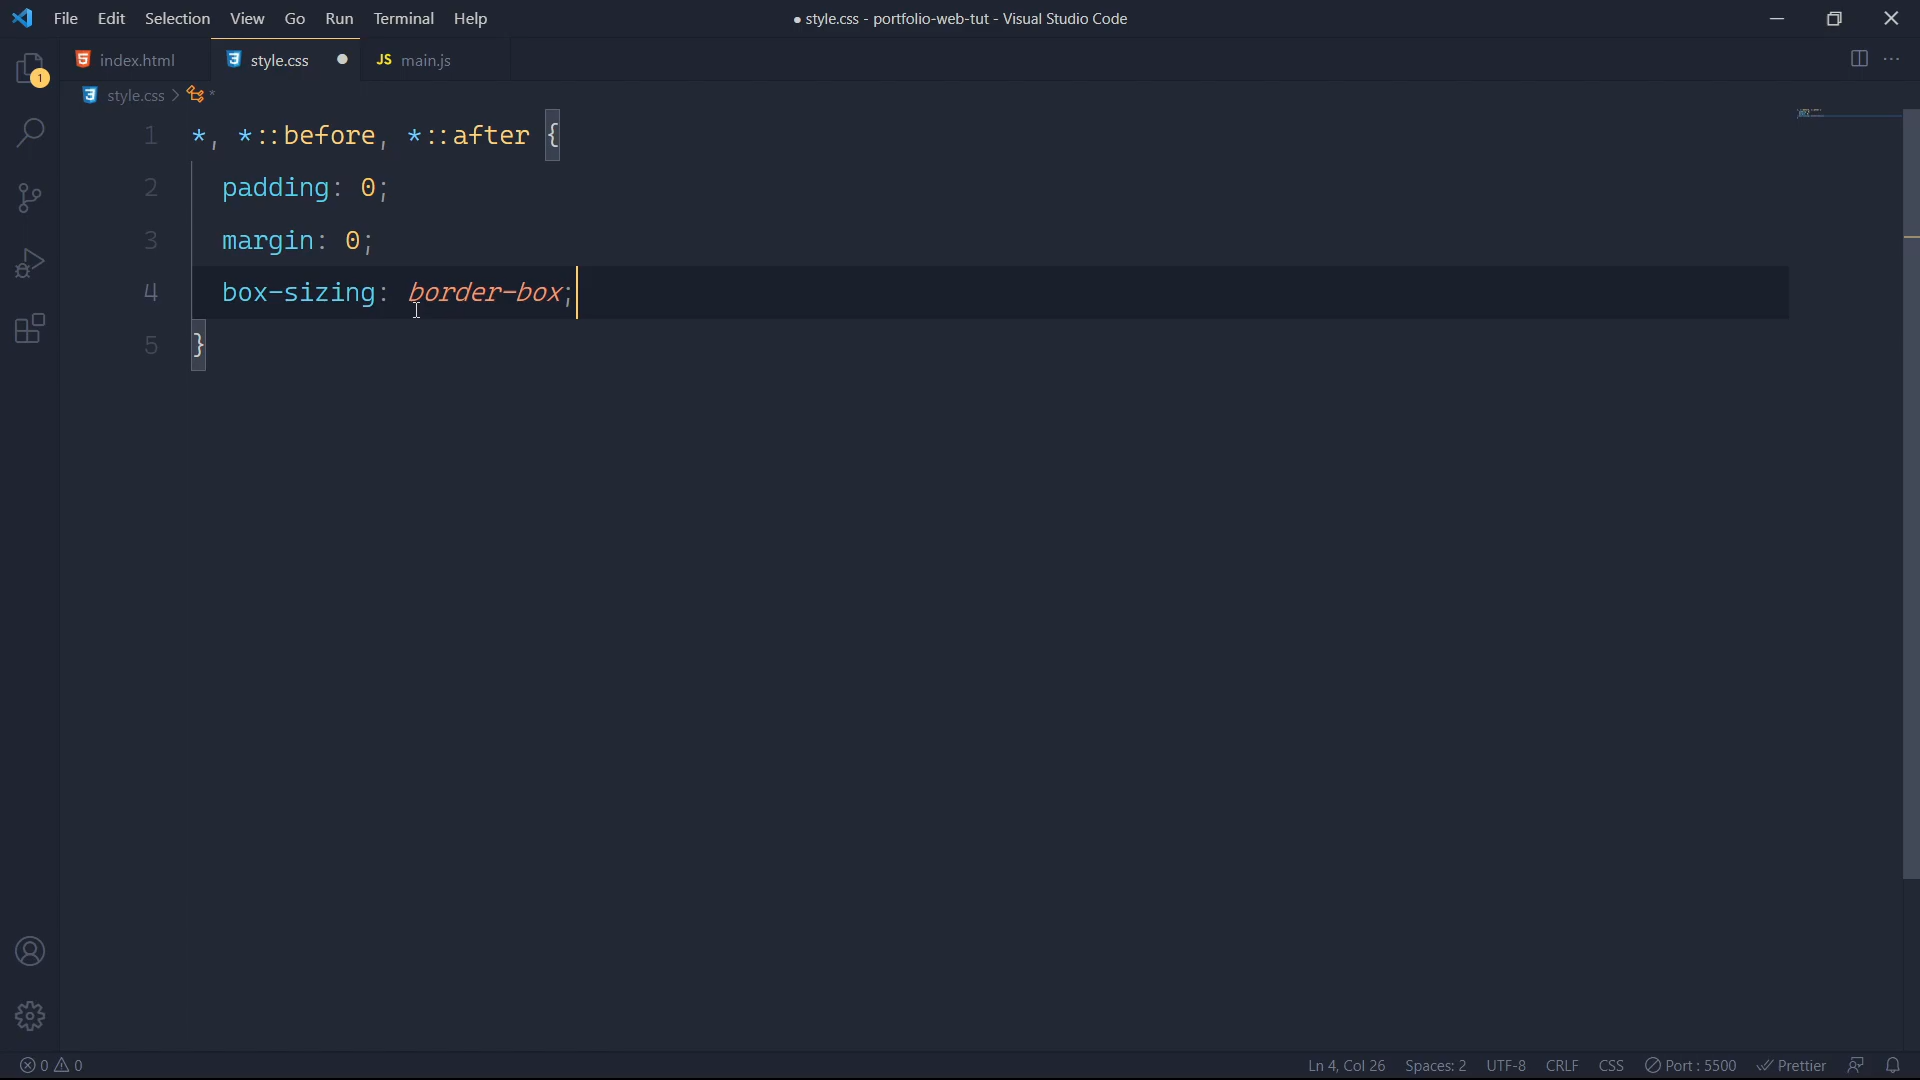 File Edit Selection View Go Run Terminal Help
● style.css - portfolio-web-tut - Visual Studio Code
index.html style.css ● JS main.js
1
style.css > *
1 *, *::before, *::after {
2 padding: 0;
3 margin: 0;
4 box-sizing: border-box;
5 }
0 0
Ln 4, Col 26 Spaces: 2 UTF-8 CRLF CSS Port : 5500 Prettier